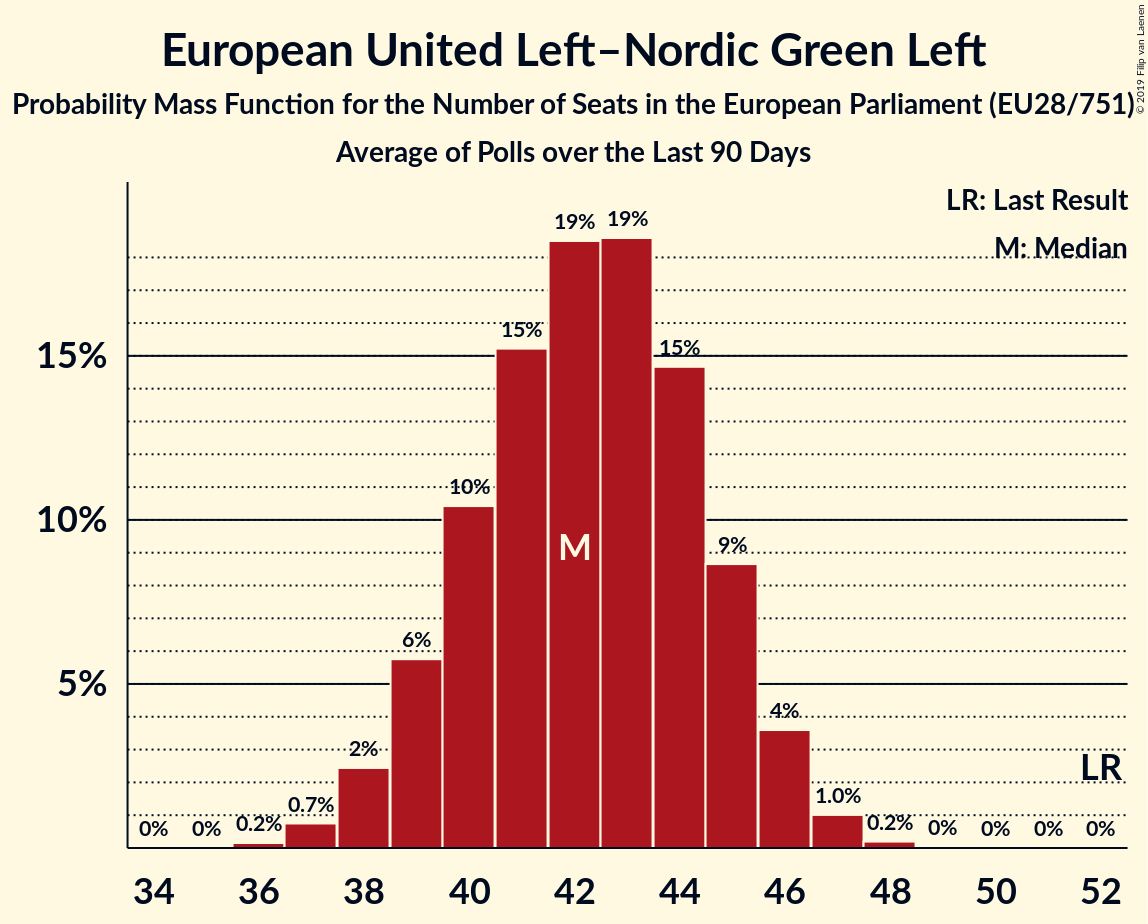 European United Left–Nordic Green Left
Probability Mass Function for the Number of Seats in the European Parliament (EU28/751)
Average of Polls over the Last 90 Days
© 2019 Filip van Laenen
LR: Last Result
M: Median
15%
10%
5%
0%
0%
0.2%
0.7%
2%
6%
10%
15%
19%
19%
15%
9%
4%
1.0%
0.2%
0%
0%
0%
0%
M
LR
34 36 38 40 42 44 46 48 50 52